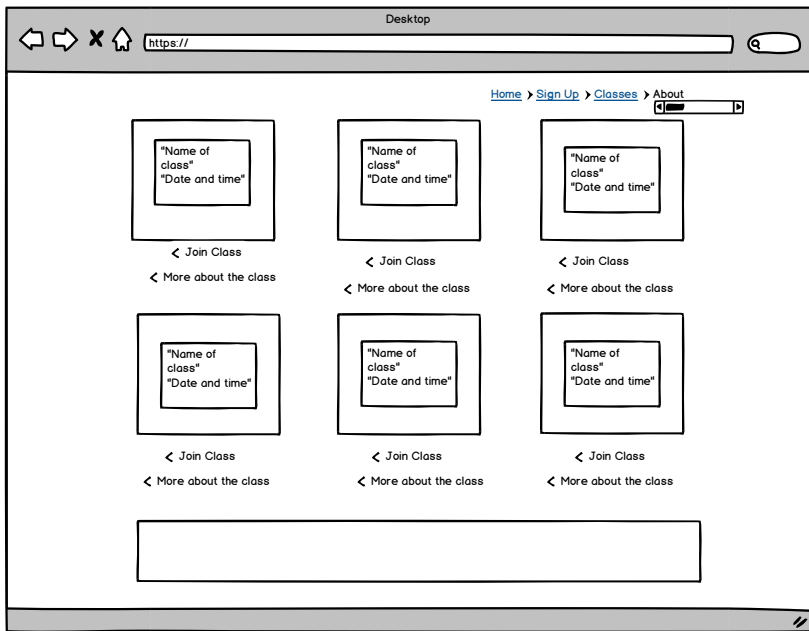 Desktop
https://
Home Sign Up Classes About
"Name of
class"
"Date and time"
"Name of
class"
"Date and time"
"Name of
class"
"Date and time"
Join Class
Join Class
Join Class
More about the class
More about the class
More about the class
"Name of
class"
"Date and time"
"Name of
class"
"Date and time"
"Name of
class"
"Date and time"
Join Class
Join Class
Join Class
More about the class
More about the class
More about the class